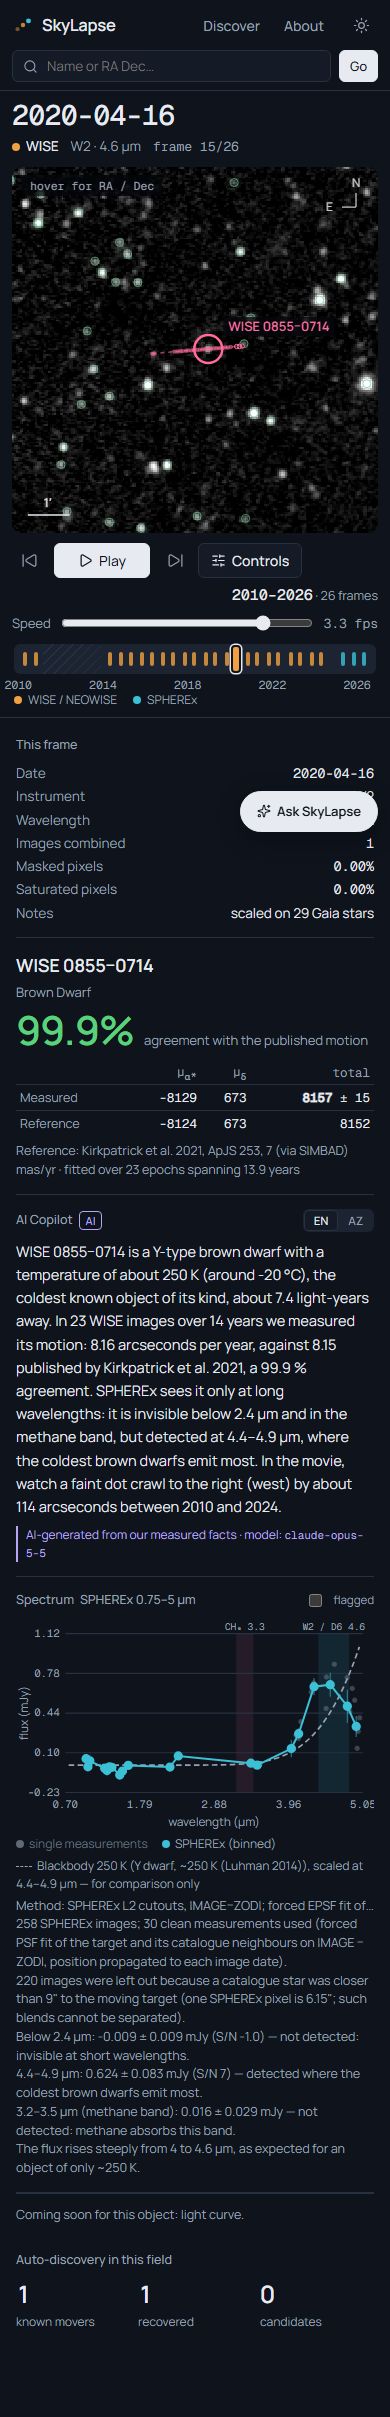 SkyLapse
Discover
About
Name or RA Dec...
Go
2020-04-16
WISE W2 · 4.6 µm frame 15/26
hover for RA / Dec
N
E
WISE 0855−0714
1′
Play
Controls
2010–2026 · 26 frames
Speed
3.3 fps
2010 2014 2018 2022 2026
WISE / NEOWISE
SPHEREx
This frame
Date 2020-04-16
Instrument
Wavelength
Ask SkyLapse
Images combined 1
Masked pixels 0.00%
Saturated pixels 0.00%
Notes scaled on 29 Gaia stars
WISE 0855−0714
Brown Dwarf
99.9% agreement with the published motion
µα* µδ total
Measured -8129 673 8157 ± 15
Reference -8124 673 8152
Reference: Kirkpatrick et al. 2021, ApJS 253, 7 (via SIMBAD)
mas/yr · fitted over 23 epochs spanning 13.9 years
AI Copilot AI
EN AZ
WISE 0855−0714 is a Y-type brown dwarf with a
temperature of about 250 K (around -20 °C), the
coldest known object of its kind, about 7.4 light-years
away. In 23 WISE images over 14 years we measured
its motion: 8.16 arcseconds per year, against 8.15
published by Kirkpatrick et al. 2021, a 99.9 %
agreement. SPHEREx sees it only at long
wavelengths: it is invisible below 2.4 µm and in the
methane band, but detected at 4.4–4.9 µm, where
the coldest brown dwarfs emit most. In the movie,
watch a faint dot crawl to the right (west) by about
114 arcseconds between 2010 and 2024.
AI-generated from our measured facts · model: claude-opus-
5-5
Spectrum SPHEREx 0.75–5 µm
flagged
CH₄ 3.3
W2 / D6 4.6
1.12
0.78
0.44
0.10
-0.23
flux (mJy)
0.70 1.79 2.88 3.96 5.05
wavelength (µm)
single measurements
SPHEREx (binned)
---- Blackbody 250 K (Y dwarf, ~250 K (Luhman 2014)), scaled at
4.4–4.9 µm — for comparison only
Method: SPHEREx L2 cutouts, IMAGE−ZODI; forced EPSF fit of...
258 SPHEREx images; 30 clean measurements used (forced
PSF fit of the target and its catalogue neighbours on IMAGE −
ZODI, position propagated to each image date).
220 images were left out because a catalogue star was closer
than 9" to the moving target (one SPHEREx pixel is 6.15"; such
blends cannot be separated).
Below 2.4 µm: -0.009 ± 0.009 mJy (S/N -1.0) — not detected:
invisible at short wavelengths.
4.4–4.9 µm: 0.624 ± 0.083 mJy (S/N 7) — detected where the
coldest brown dwarfs emit most.
3.2–3.5 µm (methane band): 0.016 ± 0.029 mJy — not
detected: methane absorbs this band.
The flux rises steeply from 4 to 4.6 µm, as expected for an
object of only ~250 K.
Coming soon for this object: light curve.
Auto-discovery in this field
1 1 0
known movers recovered candidates